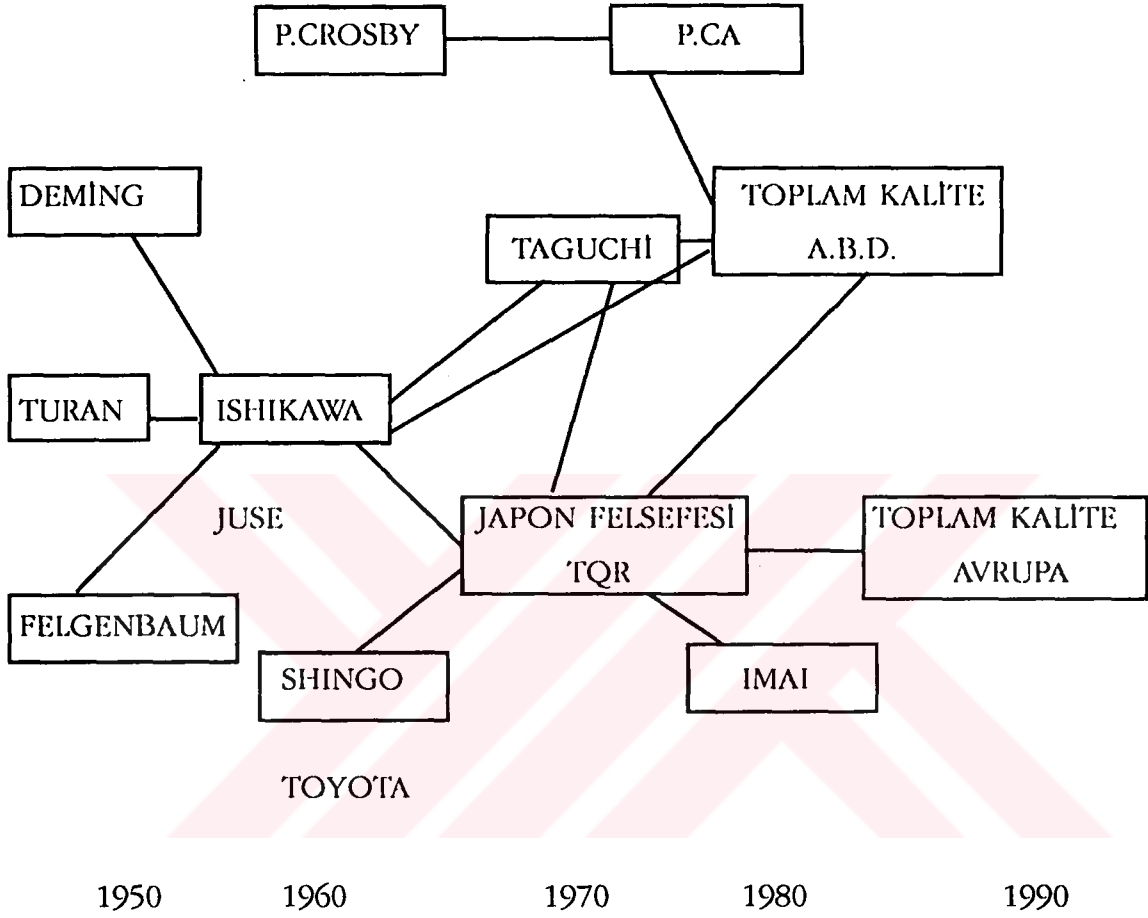 P.CROSBY
P.CA
DEMİNG
TOPLAM KALİTE
A.B.D.
TAGUCHİ
TURAN
ISHIKAWA
JUSE
JAPON FELSEFESİ
TQR
TOPLAM KALİTE
AVRUPA
FELGENBAUM
SHINGO
IMAI
TOYOTA
1950 1960 1970 1980 1990